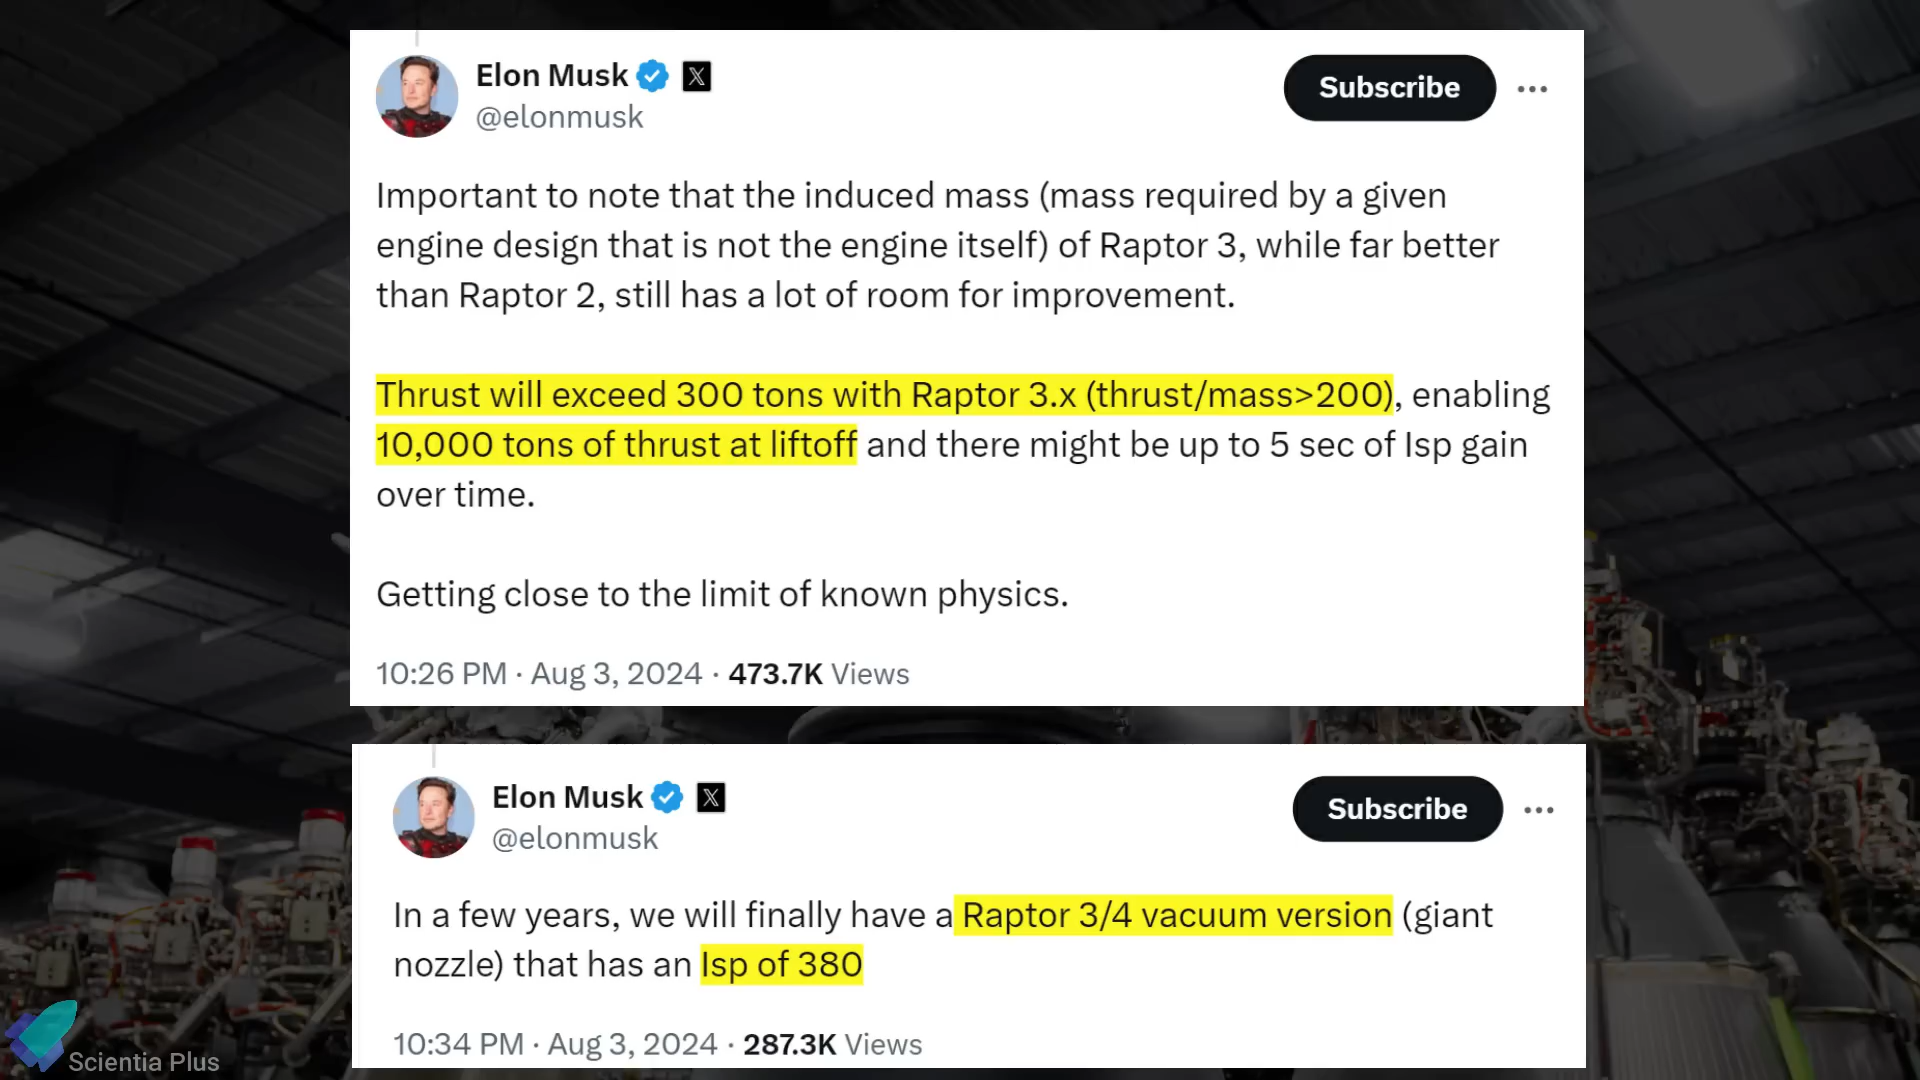 Elon Musk
@elonmusk
Subscribe
Important to note that the induced mass (mass required by a given
engine design that is not the engine itself) of Raptor 3, while far better
than Raptor 2, still has a lot of room for improvement.
Thrust will exceed 300 tons with Raptor 3.x (thrust/mass>200), enabling
10,000 tons of thrust at liftoff and there might be up to 5 sec of Isp gain
over time.
Getting close to the limit of known physics.
10:26 PM · Aug 3, 2024 · 473.7K Views
Elon Musk
@elonmusk
Subscribe
In a few years, we will finally have a Raptor 3/4 vacuum version (giant
nozzle) that has an Isp of 380
10:34 PM · Aug 3, 2024 · 287.3K Views
Scientia Plus